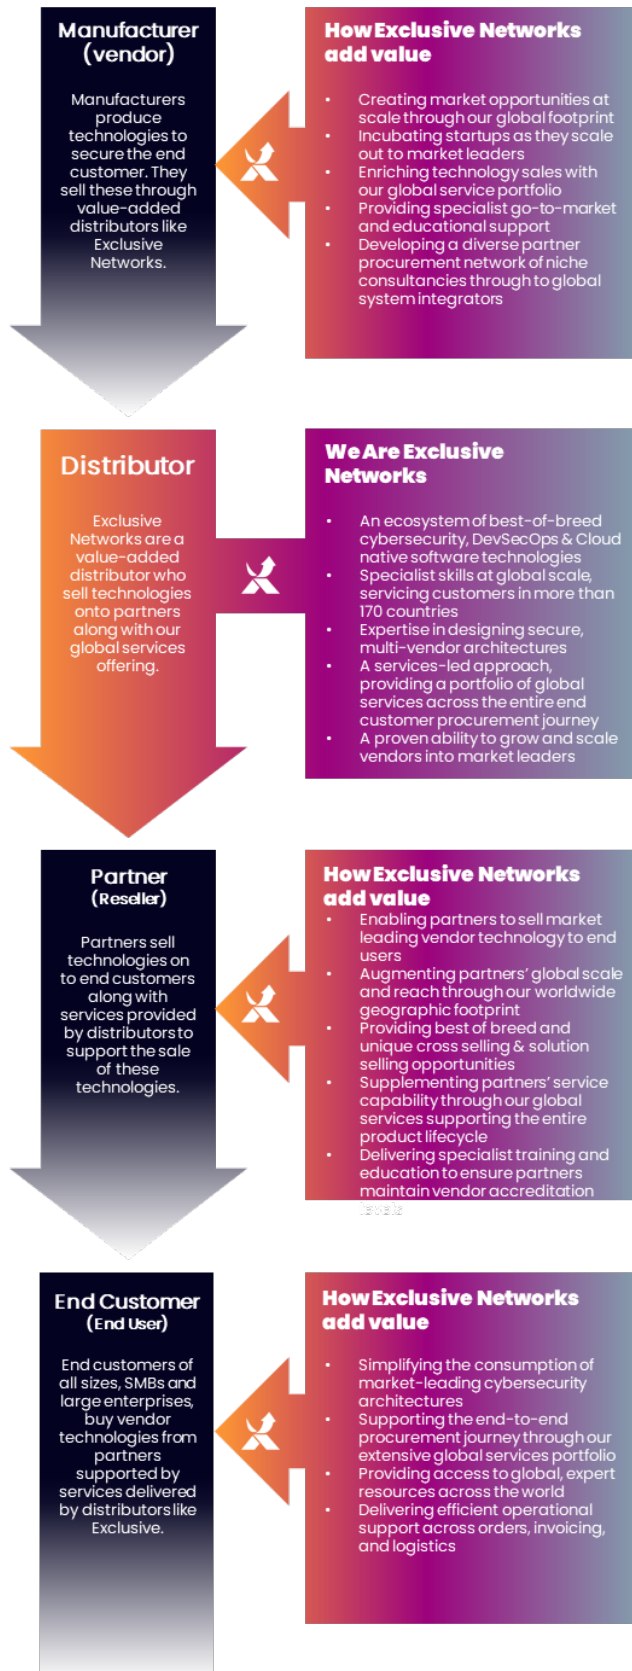 Manufacturer
(vendor)
Manufacturers
produce
technologies to
secure the end
customer. They
sell these through
value-added
distributors like
Exclusive
Networks.
How Exclusive Networks
add value
• Creating market opportunities at
scale through our global footprint
• Incubating startups as they scale
out to market leaders
• Enriching technology sales with
our global service portfolio
• Providing specialist go-to-market
and educational support
• Developing a diverse partner
procurement network of niche
consultancies through to global
system integrators
Distributor
Exclusive
Networks are a
value-added
distributor who
sell technologies
onto partners
along with our
global services
offering.
We Are Exclusive
Networks
• An ecosystem of best-of-breed
cybersecurity, DevSecOps & Cloud
native software technologies
• Specialist skills at global scale,
servicing customers in more than
170 countries
• Expertise in designing secure,
multi-vendor architectures
• A services-led approach,
providing a portfolio of global
services across the entire end
customer procurement journey
• A proven ability to grow and scale
vendors into market leaders
Partner
(Reseller)
Partners sell
technologies on
to end customers
along with
services provided
by distributors to
support the sale
of these
technologies.
How Exclusive Networks
add value
• Enabling partners to sell market
leading vendor technology to end
users
• Augmenting partners' global scale
and reach through our worldwide
geographic footprint
• Providing best of breed and
unique cross selling & solution
selling opportunities
• Supplementing partners' service
capability through our global
services supporting the entire
product lifecycle
• Delivering specialist training and
education to ensure partners
maintain vendor accreditation
levels
End Customer
(End User)
End customers of
all sizes, SMBs and
large enterprises,
buy vendor
technologies from
partners
supported by
services delivered
by distributors like
Exclusive.
How Exclusive Networks
add value
• Simplifying the consumption of
market-leading cybersecurity
architectures
• Supporting the end-to-end
procurement journey through our
extensive global services portfolio
• Providing access to global, expert
resources across the world
• Delivering efficient operational
support across orders, invoicing,
and logistics